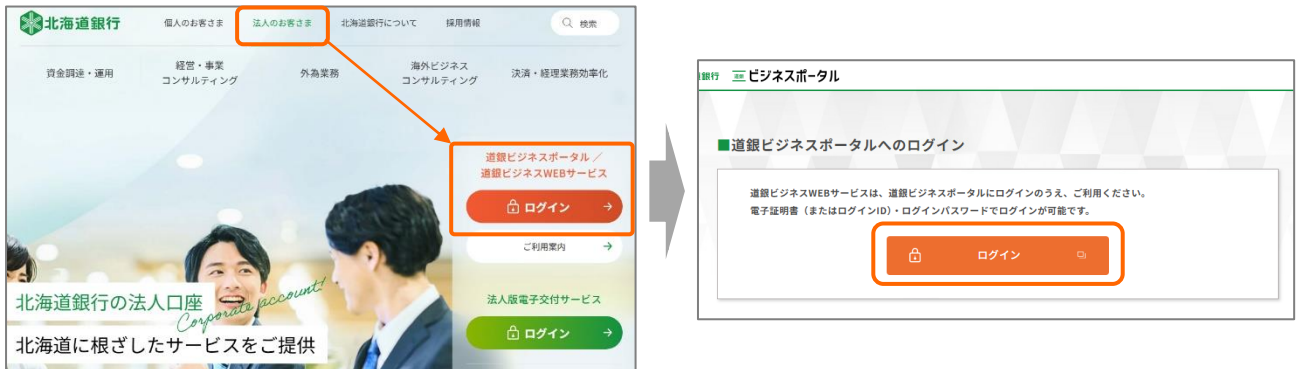 北海道銀行
個人のお客さま 法人のお客さま 北海道銀行について 採用情報 検索
資金調達・運用
経営・事業
コンサルティング
外為業務
海外ビジネス
コンサルティング
決済・経理業務効率化
道銀ビジネスポータル／
道銀ビジネスWEBサービス
ログイン
ご利用案内
法人版電子交付サービス
ログイン
北海道銀行の法人口座
Corporate account!
北海道に根ざしたサービスをご提供
銀行 ビジネスポータル
道銀ビジネスポータルへのログイン
道銀ビジネスWEBサービスは、道銀ビジネスポータルにログインのうえ、ご利用ください。
電子証明書（またはログインID）・ログインパスワードでログインが可能です。
ログイン